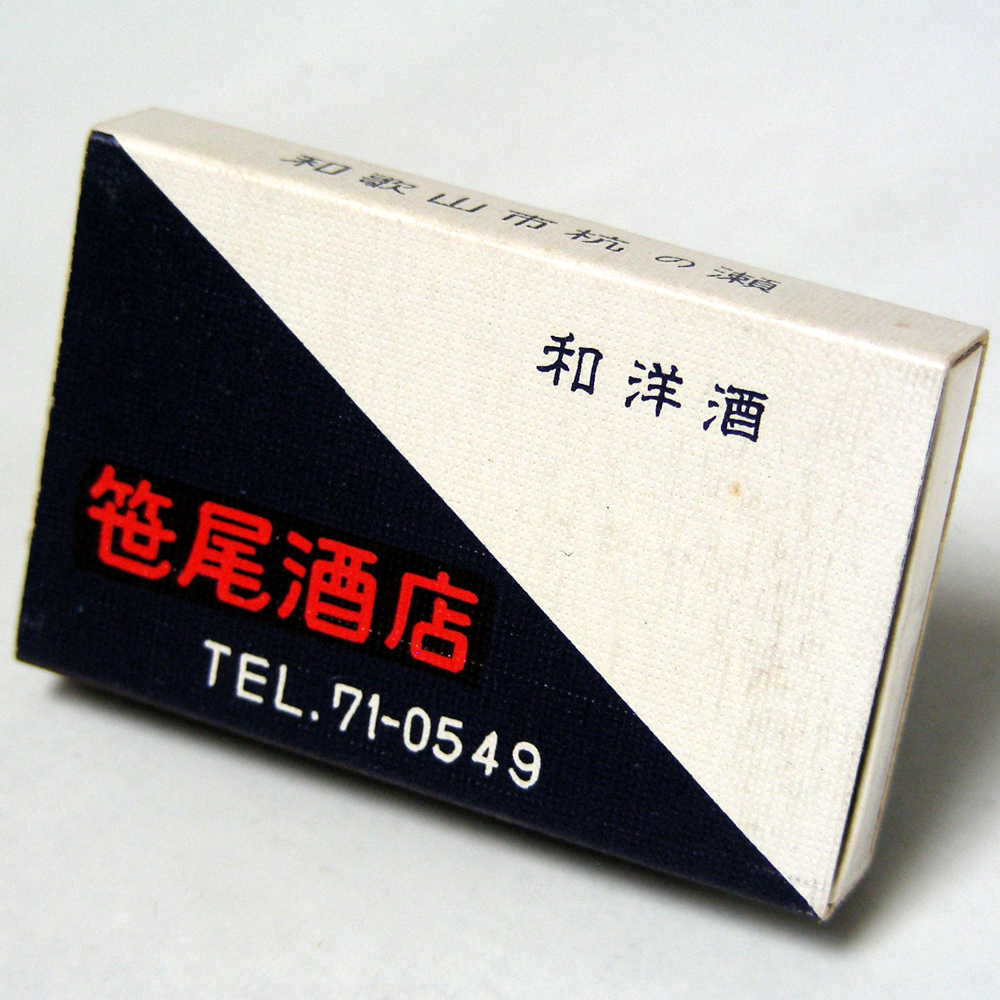 和歌山市杭の瀬
和洋酒
笹尾酒店
TEL.71-0549